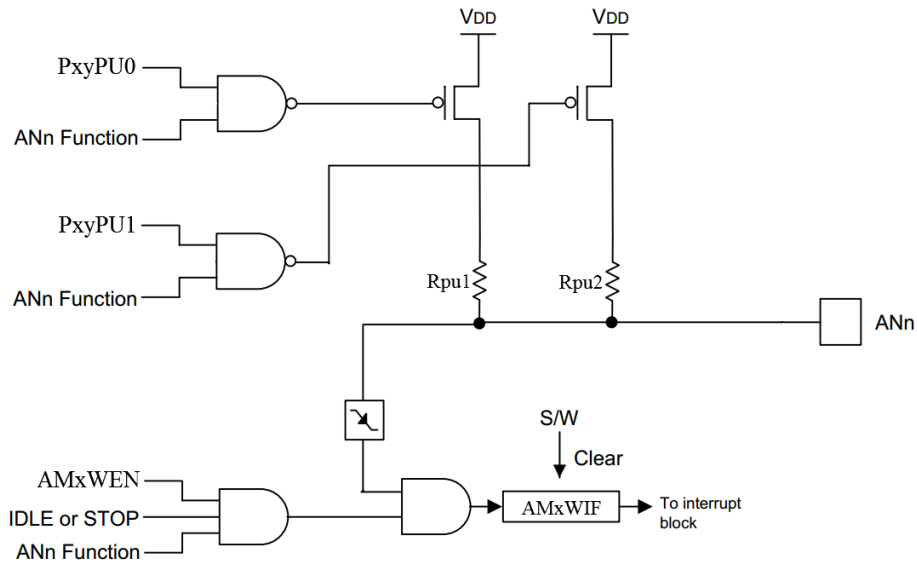 VDD
VDD
PxyPU0
ANn Function
PxyPU1
ANn Function
Rpu1
Rpu2
ANn
S/W
Clear
AMxWEN
IDLE or STOP
ANn Function
AMxWIF
To interrupt
block